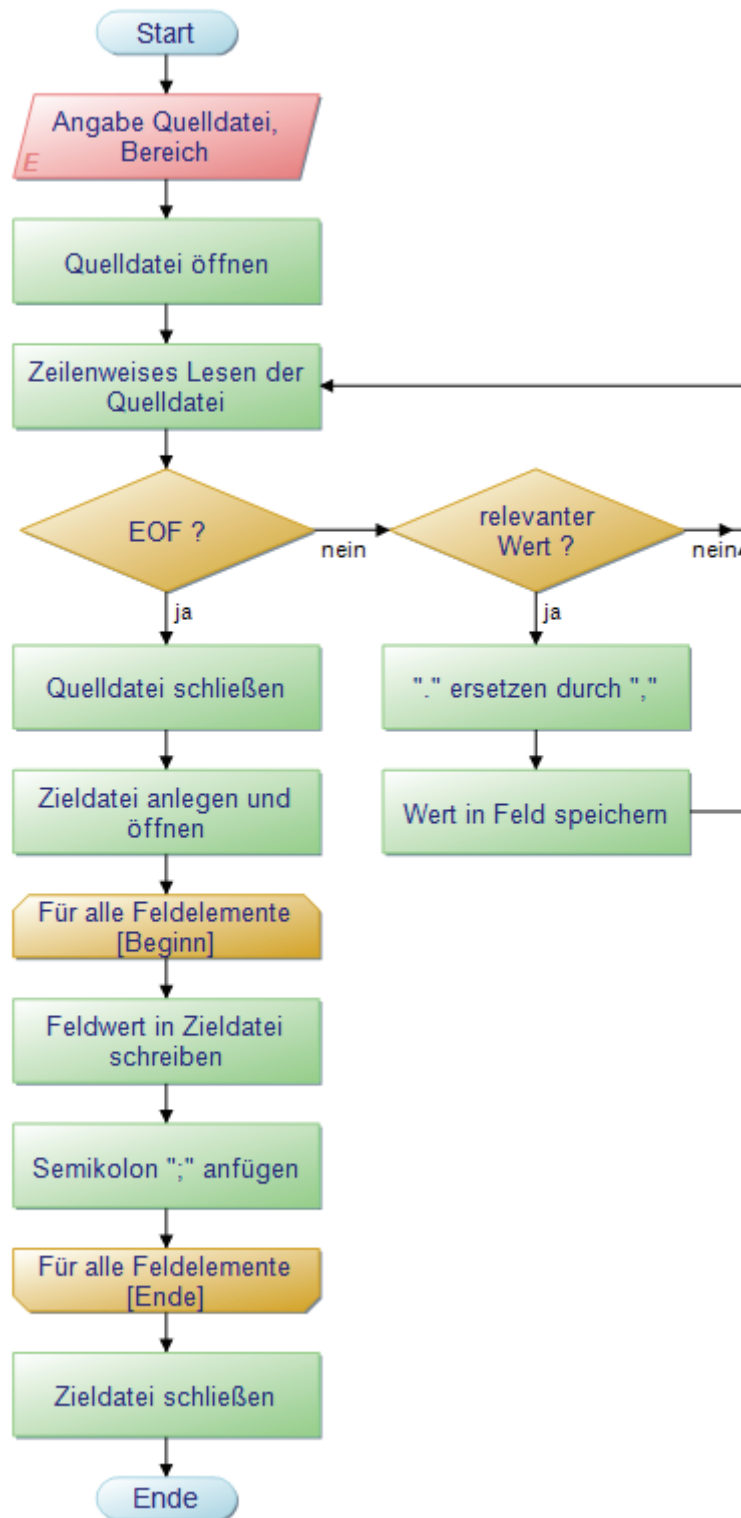 Start
Angabe Quelldatei,
Bereich
E
Quelldatei öffnen
Zeilenweises Lesen der
Quelldatei
EOF ?
nein
relevanter
Wert ?
nein
ja
ja
Quelldatei schließen
"." ersetzen durch ","
Zieldatei anlegen und
öffnen
Wert in Feld speichern
Für alle Feldelemente
[Beginn]
Feldwert in Zieldatei
schreiben
Semikolon ";" anfügen
Für alle Feldelemente
[Ende]
Zieldatei schließen
Ende